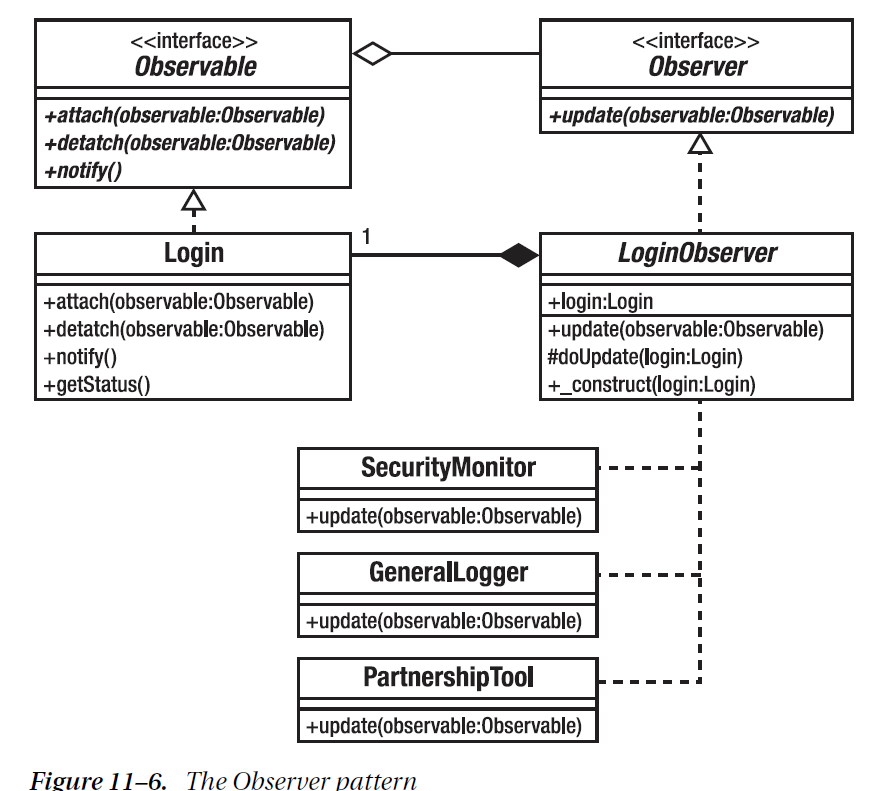 <<interface>>
Observable
+attach(observable:Observable)
+detatch(observable:Observable)
+notify()
<<interface>>
Observer
+update(observable:Observable)
Login
+attach(observable:Observable)
+detatch(observable:Observable)
+notify()
+getStatus()
1
LoginObserver
+login:Login
+update(observable:Observable)
#doUpdate(login:Login)
+_construct(login:Login)
SecurityMonitor
+update(observable:Observable)
GeneralLogger
+update(observable:Observable)
PartnershipTool
+update(observable:Observable)
Figure 11–6. The Observer pattern